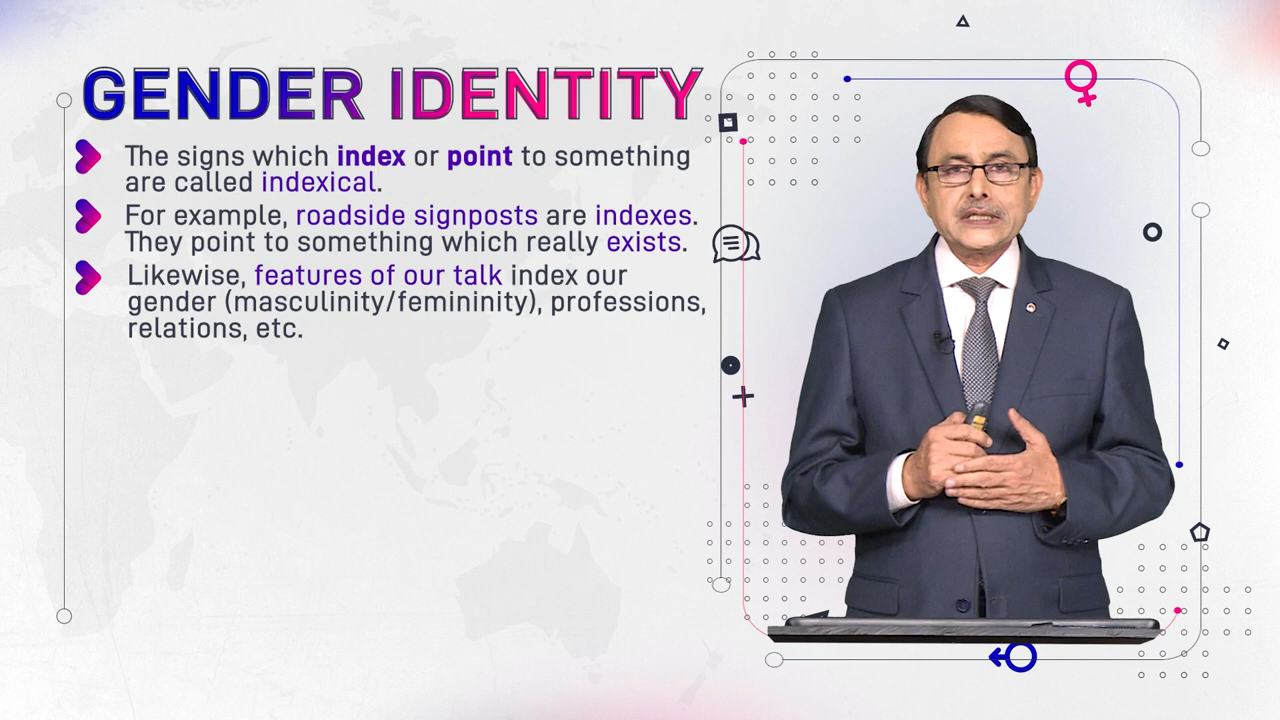 GENDER IDENTITY
The signs which index or point to something
are called indexical.
For example, roadside signposts are indexes.
They point to something which really exists.
Likewise, features of our talk index our
gender (masculinity/femininity), professions,
relations, etc.